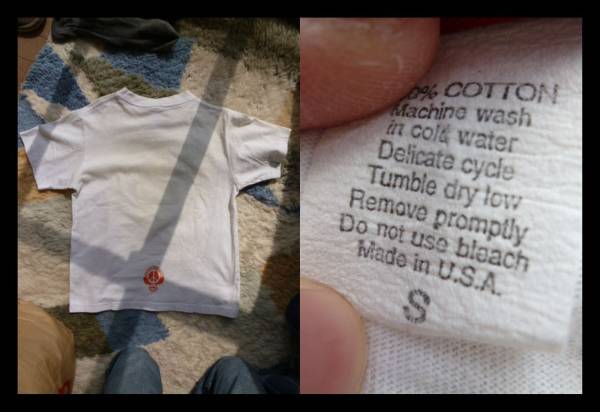 0% COTTON
Machine wash
in cold water
Delicate cycle
Tumble dry low
Remove promptly
Do not use bleach
Made in U.S.A.
S